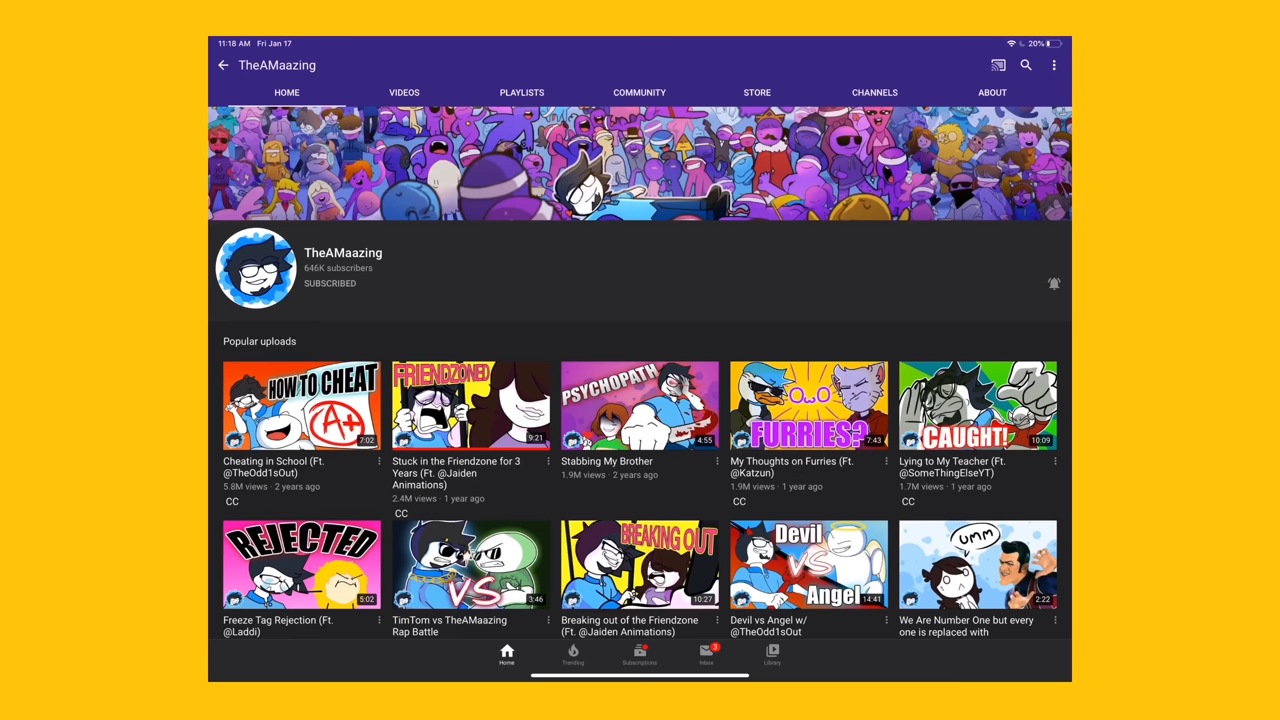 11:18 AM Fri Jan 17
20%
TheAMaazing
HOME VIDEOS PLAYLISTS COMMUNITY STORE CHANNELS ABOUT
TheAMaazing
646K subscribers
SUBSCRIBED
Popular uploads
HOW TO CHEAT
A+
7:02
Cheating in School (Ft.
@TheOdd1sOut)
5.8M views · 2 years ago
CC
FRIENDZONED
9:21
Stuck in the Friendzone for 3
Years (Ft. @Jaiden
Animations)
2.4M views · 1 year ago
CC
PSYCHOPATH
4:55
Stabbing My Brother
1.9M views · 2 years ago
OwO
FURRIES?
7:43
My Thoughts on Furries (Ft.
@Katzun)
1.9M views · 1 year ago
CC
CAUGHT!
10:09
Lying to My Teacher (Ft.
@SomeThingElseYT)
1.7M views · 1 year ago
CC
REJECTED
5:02
Freeze Tag Rejection (Ft.
@Laddi)
VS
3:46
TimTom vs TheAMaazing
Rap Battle
BREAKING OUT
10:27
Breaking out of the Friendzone
(Ft. @Jaiden Animations)
Devil
VS
Angel
14:41
Devil vs Angel w/
@TheOdd1sOut
UMM
2:22
We Are Number One but every
one is replaced with
3
Home Trending Subscriptions Inbox Library